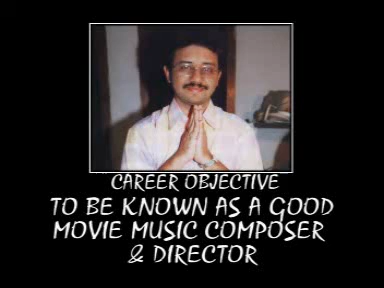 CAREER OBJECTIVE
TO BE KNOWN AS A GOOD
MOVIE MUSIC COMPOSER
& DIRECTOR